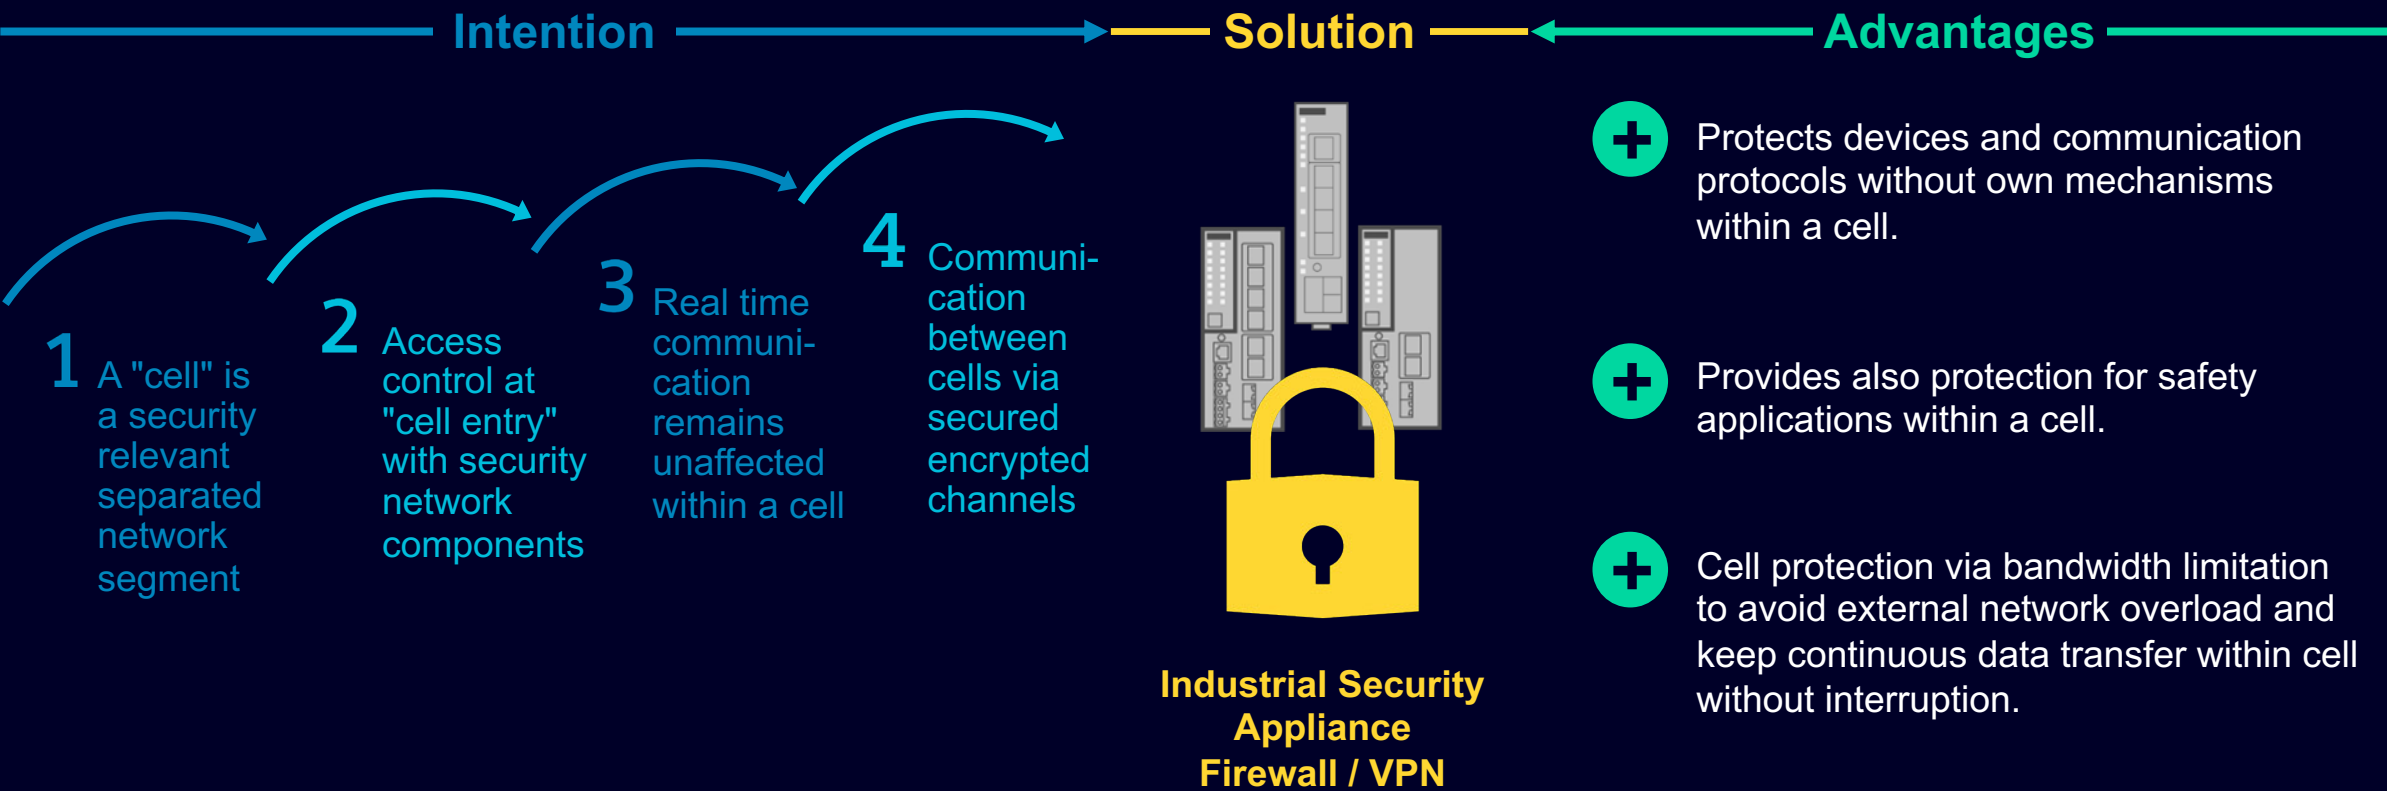 Intention
Solution
Advantages
1
A "cell" is
a security
relevant
separated
network
segment
2
Access
control at
"cell entry"
with security
network
components
3
Real time
communi-
cation
remains
unaffected
within a cell
4
Communi-
cation
between
cells via
secured
encrypted
channels
Industrial Security
Appliance
Firewall / VPN
Protects devices and communication
protocols without own mechanisms
within a cell.
Provides also protection for safety
applications within a cell.
Cell protection via bandwidth limitation
to avoid external network overload and
keep continuous data transfer within cell
without interruption.